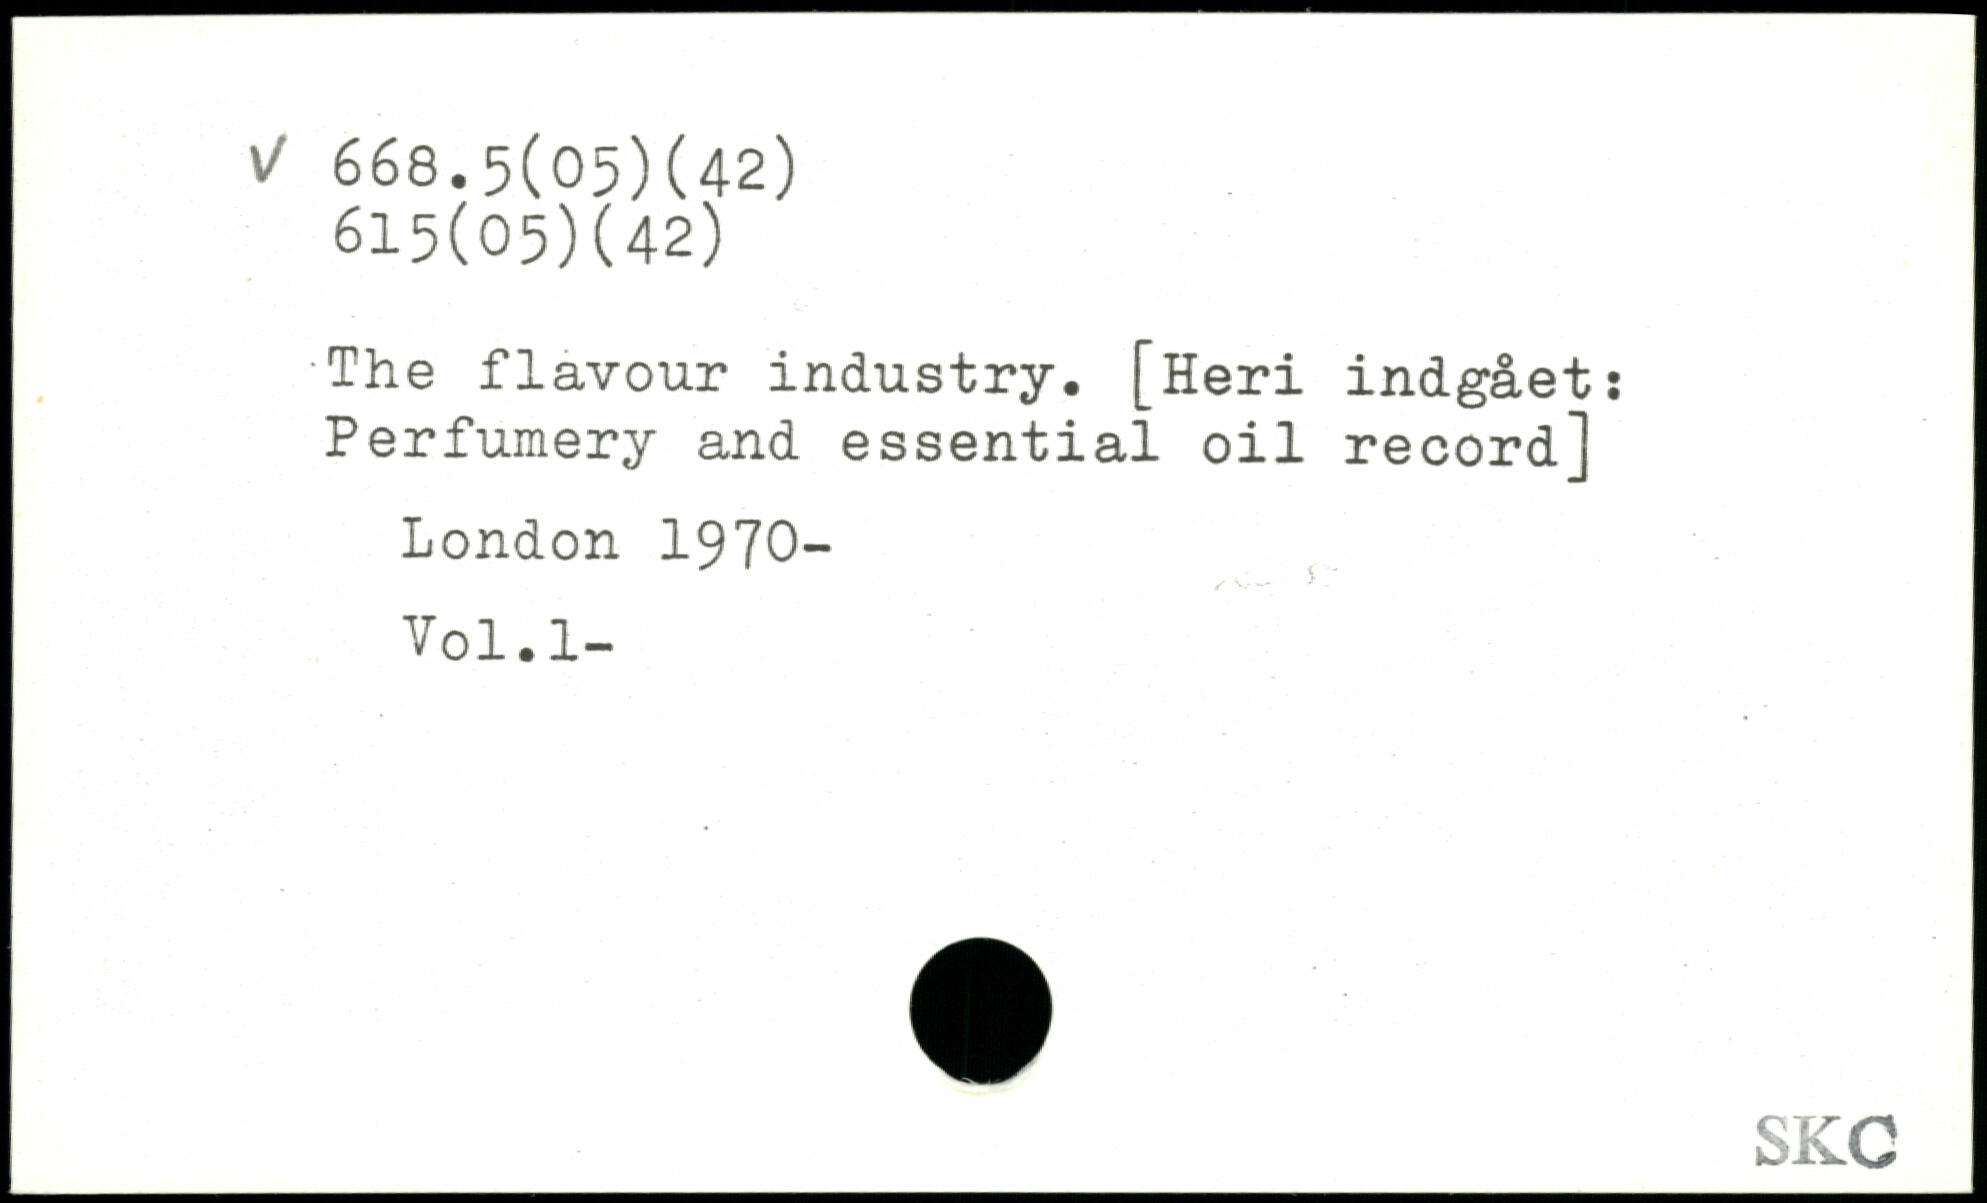 V 668.5(05)(42)
615(05)(42)
The flavour industry. [Heri indgået:
Perfumery and essential oil record]
London 1970-
Vol.1-
SKC